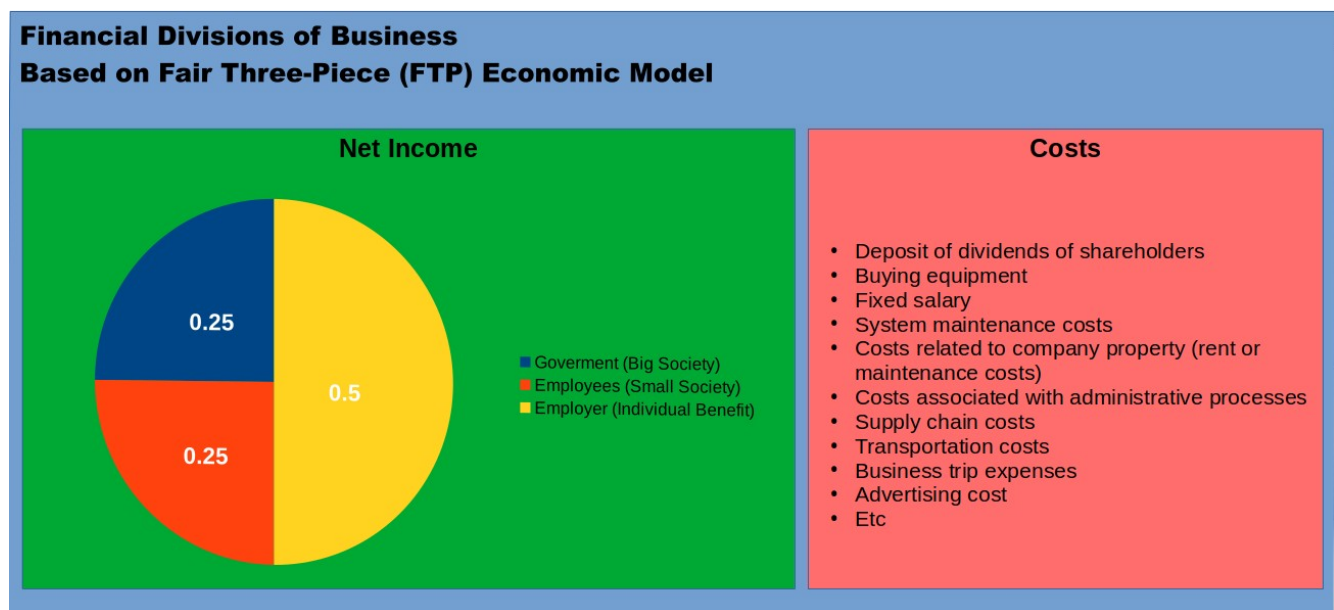 Financial Divisions of Business
Based on Fair Three-Piece (FTP) Economic Model
Net Income
0.25
0.25
0.5
Goverment (Big Society)
Employees (Small Society)
Employer (Individual Benefit)
Costs
• Deposit of dividends of shareholders
• Buying equipment
• Fixed salary
• System maintenance costs
• Costs related to company property (rent or
maintenance costs)
• Costs associated with administrative processes
• Supply chain costs
• Transportation costs
• Business trip expenses
• Advertising cost
• Etc